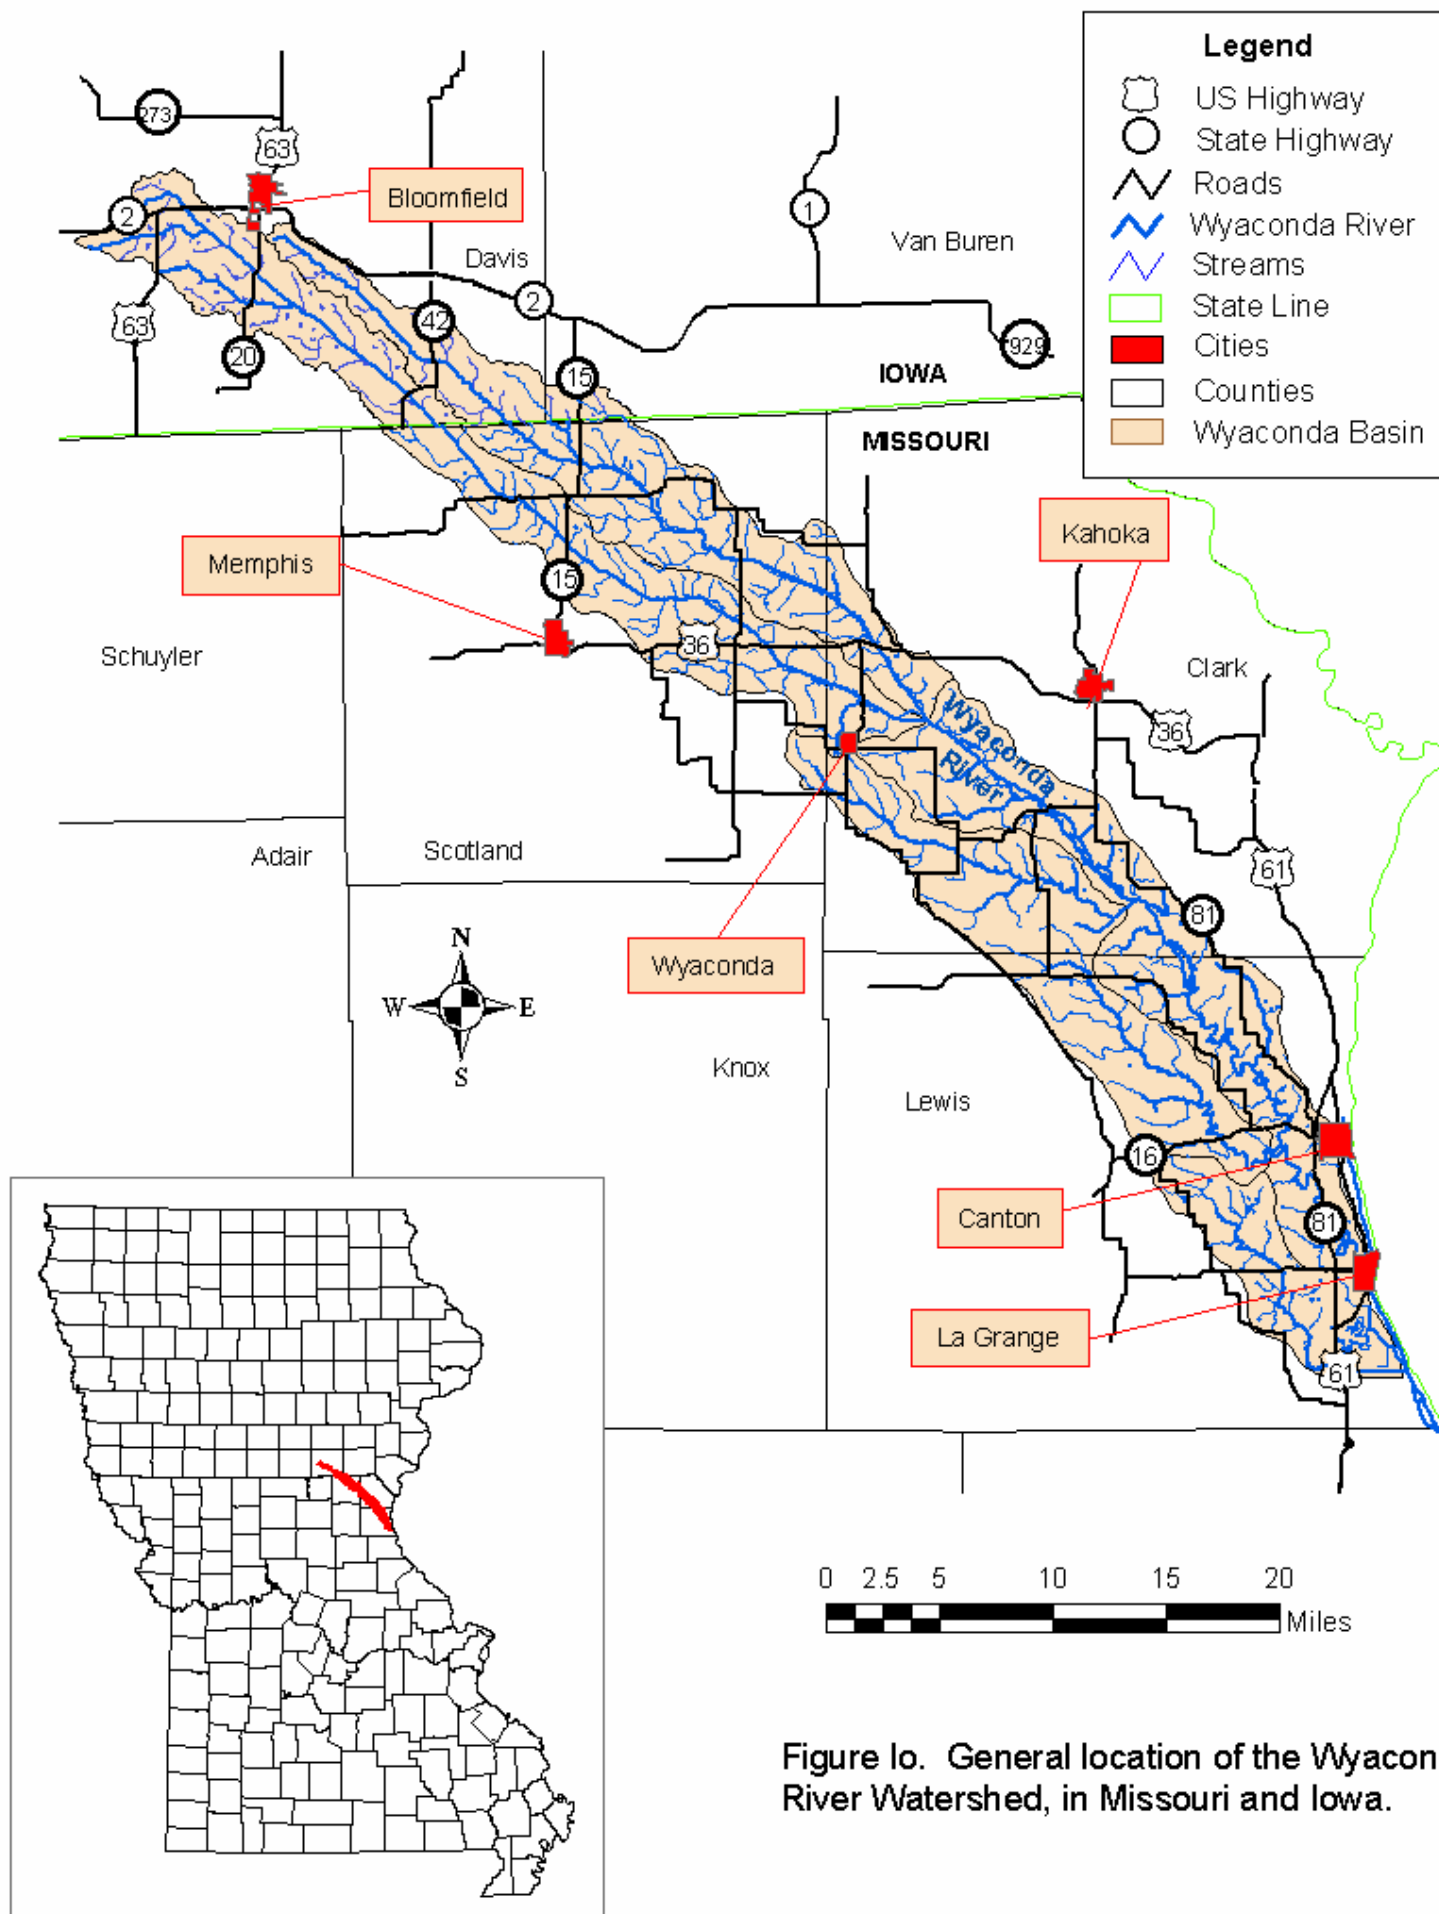 Legend
US Highway
State Highway
Roads
Wyaconda River
Streams
State Line
Cities
Counties
Wyaconda Basin
273
63
Bloomfield
2
1
Van Buren
Davis
2
63
42
20
15
929
IOWA
MISSOURI
Kahoka
Memphis
15
36
Schuyler
Clark
Wyaconda
River
36
Adair
Scotland
61
81
Wyaconda
N
W
E
S
Knox
Lewis
16
Canton
81
La Grange
61
0 2.5 5 10 15 20
Miles
Figure Io. General location of the Wyacon
River Watershed, in Missouri and Iowa.